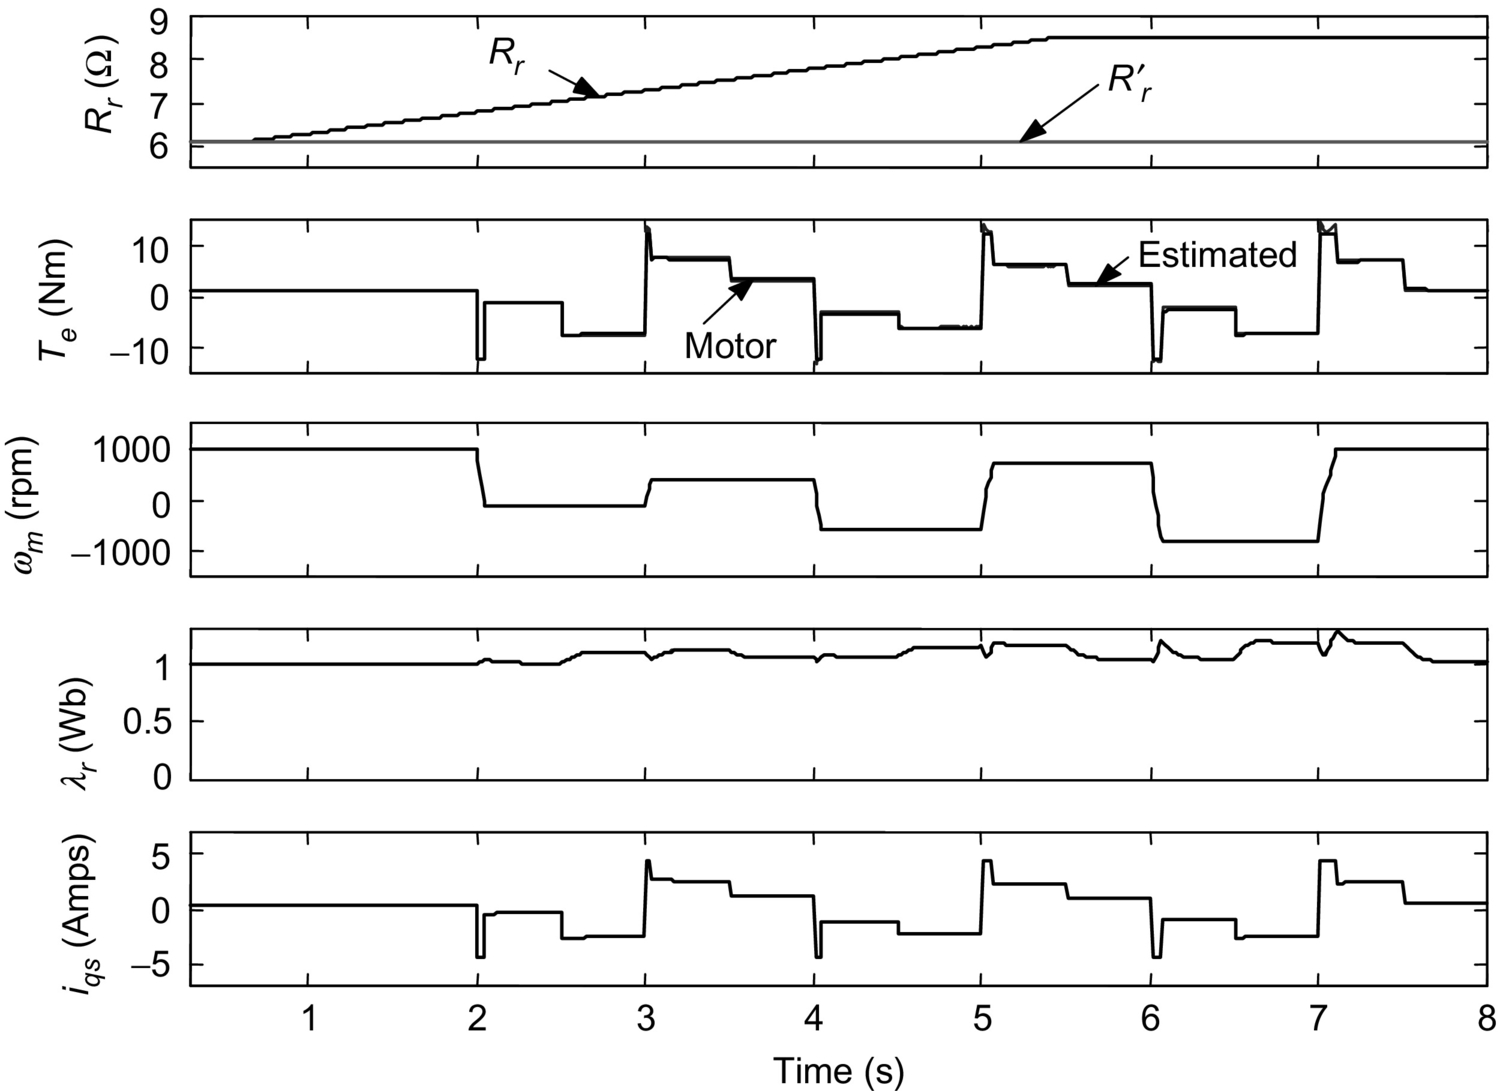 9
8
7
6
R_r (Ω)
R_r
R′_r
10
0
−10
T_e (Nm)
Estimated
Motor
1000
0
−1000
ω_m (rpm)
1
0.5
0
λ_r (Wb)
5
0
−5
i_qs (Amps)
1 2 3 4 5 6 7 8
Time (s)